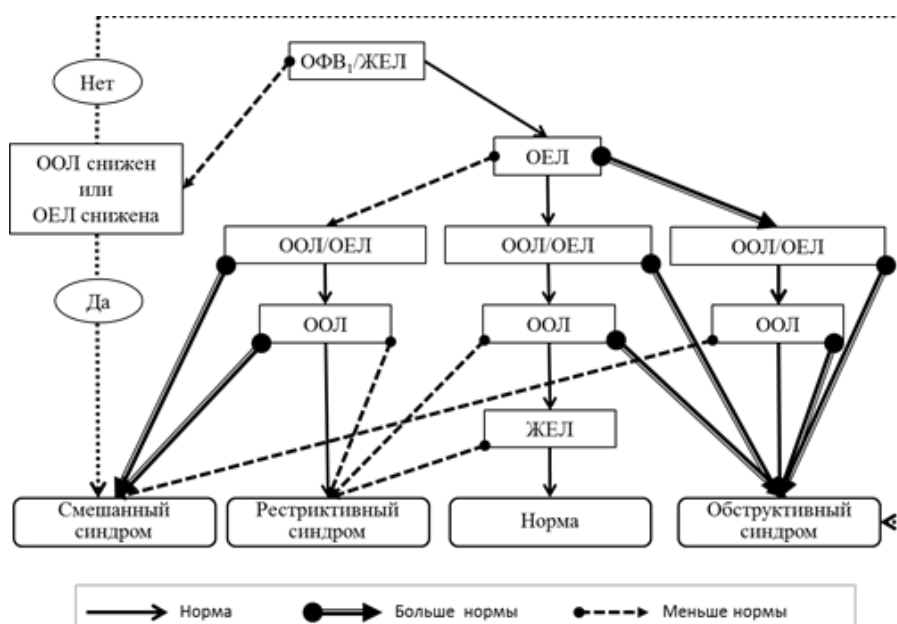 ОФВ₁/ЖЕЛ
Нет
ОЕЛ
ООЛ снижен
или
ОЕЛ снижена
ООЛ/ОЕЛ
ООЛ/ОЕЛ
ООЛ/ОЕЛ
Да
ООЛ
ООЛ
ООЛ
ЖЕЛ
Смешанный
синдром
Рестриктивный
синдром
Норма
Обструктивный
синдром
Норма
Больше нормы
Меньше нормы